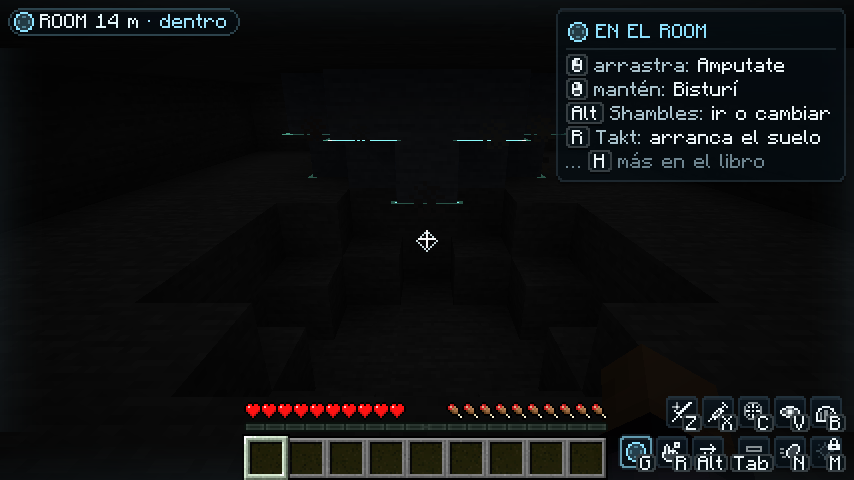 ROOM 14 m · dentro
EN EL ROOM
arrastra: Amputate
mantén: Bisturí
Alt Shambles: ir o cambiar
R Takt: arranca el suelo
... H más en el libro
Z X C V B
G R Alt Tab N M